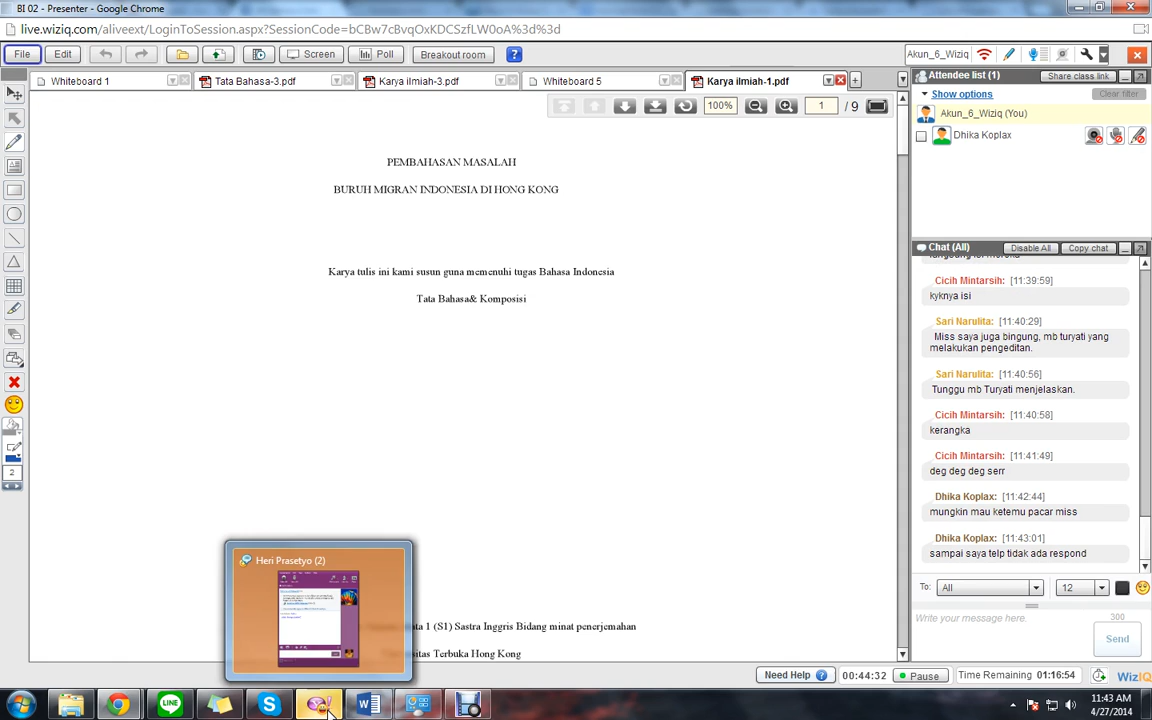 BI 02 - Presenter - Google Chrome
live.wiziq.com/aliveext/LoginToSession.aspx?SessionCode=bCBw7cBvqOxKDCSzfLW0oA%3d%3d
File Edit Screen Poll Breakout room ? Akun_6_Wiziq
Whiteboard 1 Tata Bahasa-3.pdf Karya ilmiah-3.pdf Whiteboard 5 Karya ilmiah-1.pdf +
100% 1 / 9
PEMBAHASAN MASALAH
BURUH MIGRAN INDONESIA DI HONG KONG
Karya tulis ini kami susun guna memenuhi tugas Bahasa Indonesia
Tata Bahasa& Komposisi
ata 1 (S1) Sastra Inggris Bidang minat penerjemahan
sitas Terbuka Hong Kong
2
Heri Prasetyo (2)
Attendee list (1) Share class link
Show options Clear filter
Akun_6_Wiziq (You)
Dhika Koplax
Chat (All) Disable All Copy chat
Cicih Mintarsih: [11:39:59]
kyknya isi
Sari Narulita: [11:40:29]
Miss saya juga bingung, mb turyati yang
melakukan pengeditan.
Sari Narulita: [11:40:56]
Tunggu mb Turyati menjelaskan.
Cicih Mintarsih: [11:40:58]
kerangka
Cicih Mintarsih: [11:41:49]
deg deg deg serr
Dhika Koplax: [11:42:44]
mungkin mau ketemu pacar miss
Dhika Koplax: [11:43:01]
sampai saya telp tidak ada respond
To: All 12
Write your message here. 300
Send
Need Help ? 00:44:32 Pause Time Remaining 01:16:54 WizIQ
LINE
11:43 AM
4/27/2014